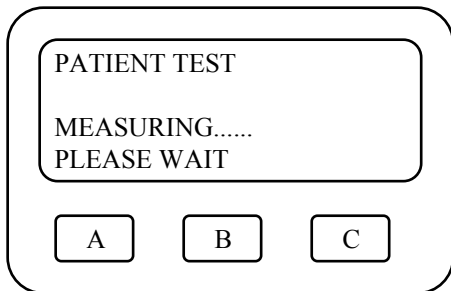 PATIENT TEST
MEASURING......
PLEASE WAIT
A B C